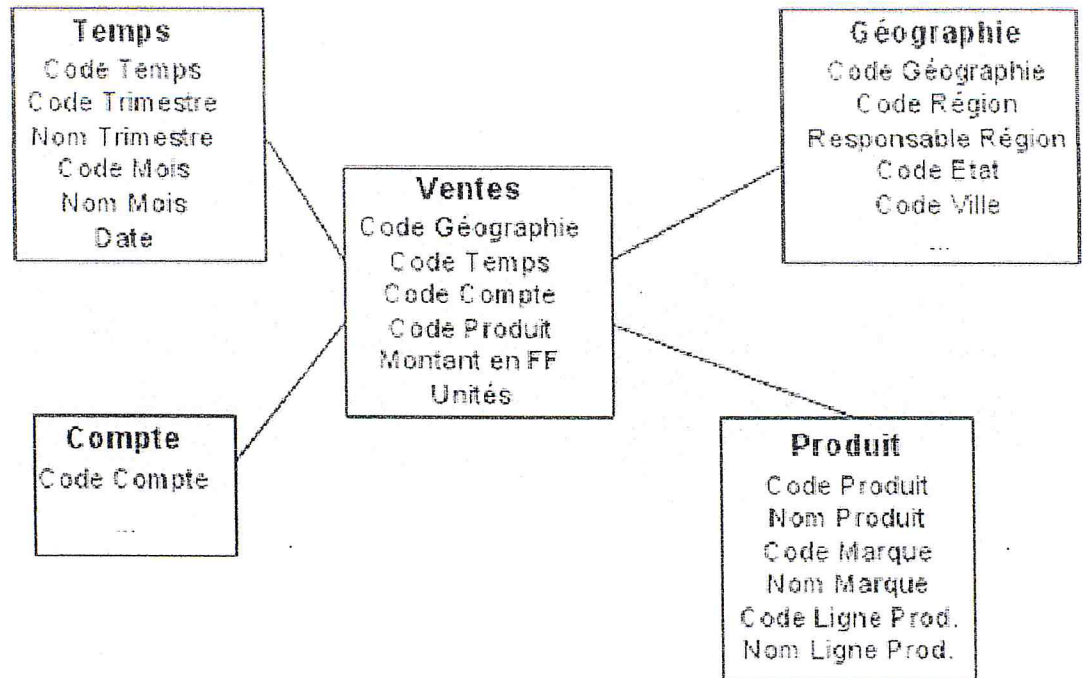 Temps
Code Temps
Code Trimestre
Nom Trimestre
Code Mois
Nom Mois
Date
Géographie
Code Géographie
Code Région
Responsable Région
Code Etat
Code Ville
...
Ventes
Code Géographie
Code Temps
Code Compte
Code Produit
Montant en FF
Unités
Compte
Code Compte
...
Produit
Code Produit
Nom Produit
Code Marque
Nom Marque
Code Ligne Prod.
Nom Ligne Prod.